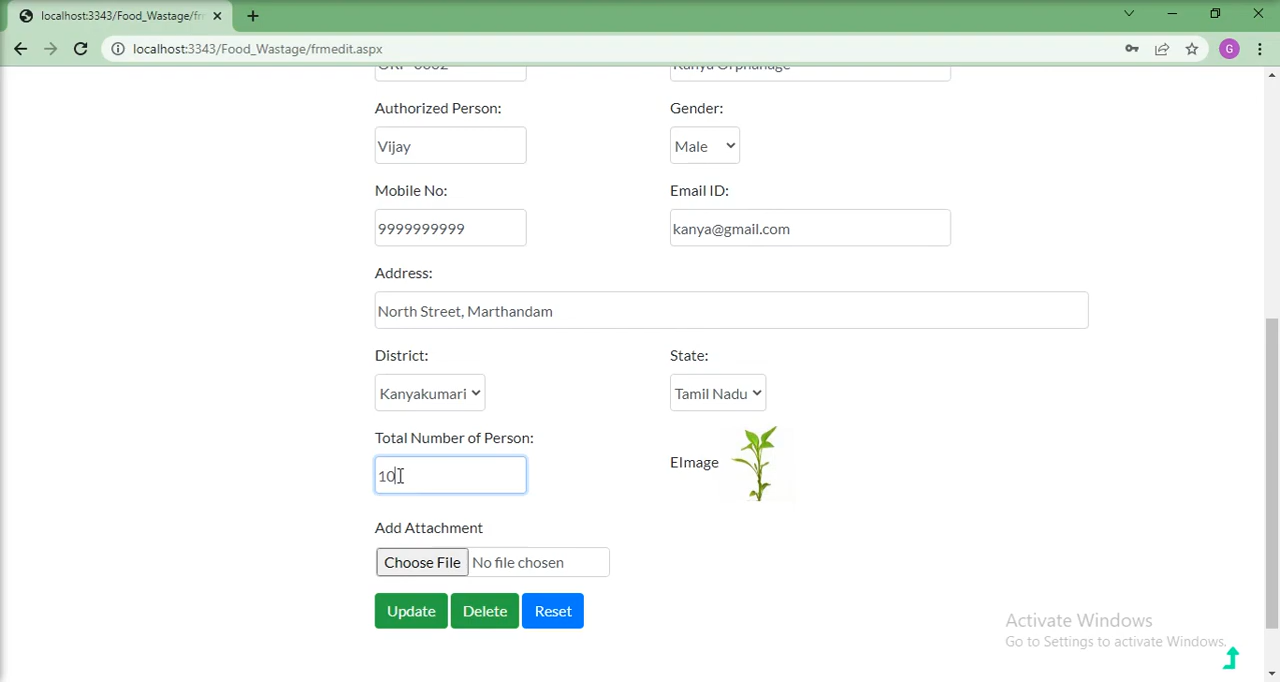 localhost:3343/Food_Wastage/fr
localhost:3343/Food_Wastage/frmedit.aspx
G
Kanya Orphanage
Authorized Person: Gender:
Vijay Male
Mobile No: Email ID:
9999999999 kanya@gmail.com
Address:
North Street, Marthandam
District: State:
Kanyakumari Tamil Nadu
Total Number of Person:
10 EImage
Add Attachment
Choose File No file chosen
Update Delete Reset
Activate Windows
Go to Settings to activate Windows.